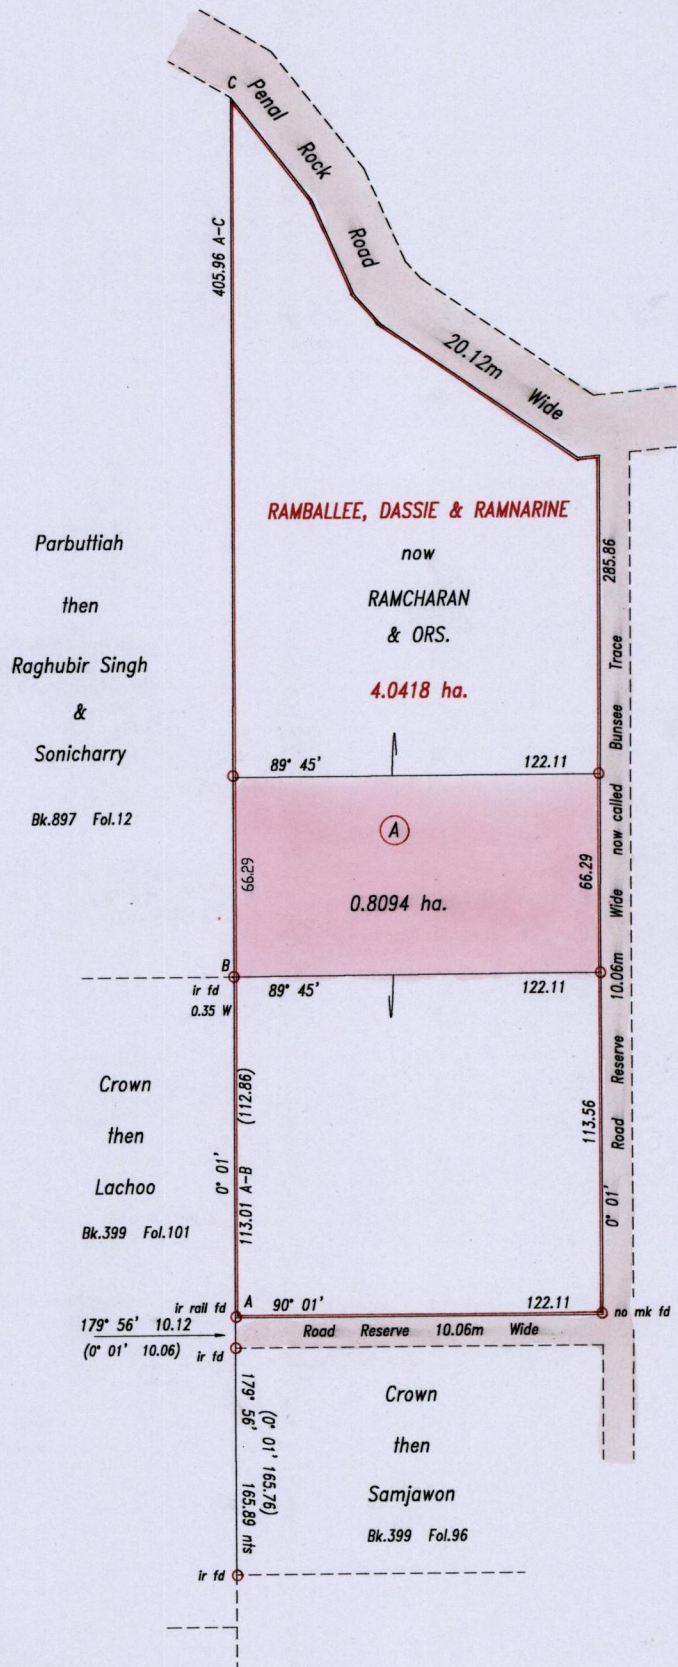 C
Penal
Rock
Road
20.12m Wide
405.96 A-C
RAMBALLEE, DASSIE & RAMNARINE
now
RAMCHARAN
& ORS.
4.0418 ha.
Parbuttiah
then
Raghubir Singh
&
Sonicharry
Bk.897 Fol.12
285.86
Road Reserve 10.06m Wide now called Bunsee Trace
89° 45' 122.11
A
0.8094 ha.
66.29
66.29
B
ir fd
0.35 W
89° 45' 122.11
Crown
then
Lachoo
Bk.399 Fol.101
0° 01'
113.01 A-B (112.86)
113.56
0° 01'
ir rail fd
A
90° 01' 122.11
no mk fd
179° 56' 10.12
(0° 01' 10.06)
ir fd
Road Reserve 10.06m Wide
179° 56' 165.89 nts
(0° 01' 165.76)
Crown
then
Samjawon
Bk.399 Fol.96
ir fd